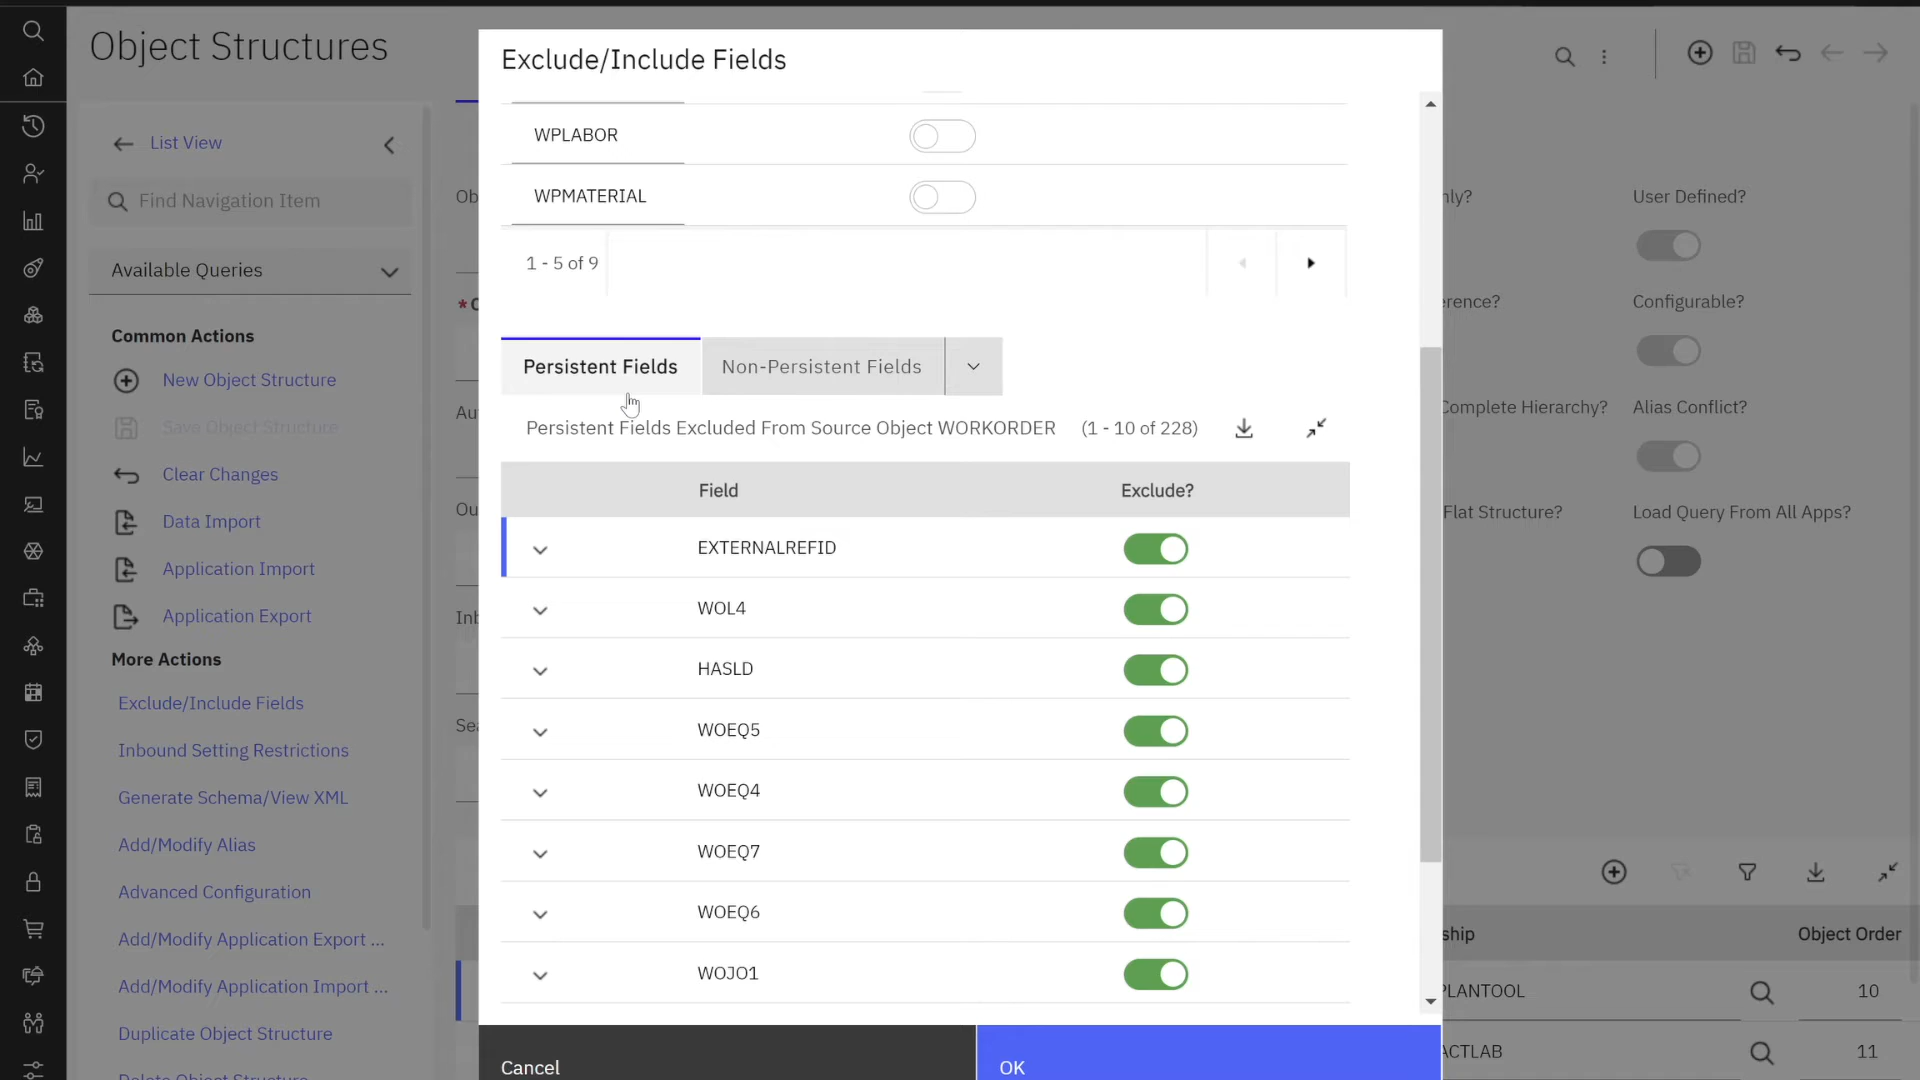 Object Structures
List View
Find Navigation Item
Available Queries
Common Actions
New Object Structure
Save Object Structure
Clear Changes
Data Import
Application Import
Application Export
More Actions
Exclude/Include Fields
Inbound Setting Restrictions
Generate Schema/View XML
Add/Modify Alias
Advanced Configuration
Add/Modify Application Export ...
Add/Modify Application Import ...
Duplicate Object Structure
Delete Object Structure
Exclude/Include Fields
WPLABOR
WPMATERIAL
1 - 5 of 9
Persistent Fields
Non-Persistent Fields
Persistent Fields Excluded From Source Object WORKORDER (1 - 10 of 228)
Field Exclude?
EXTERNALREFID
WOL4
HASLD
WOEQ5
WOEQ4
WOEQ7
WOEQ6
WOJO1
Cancel
OK
User Defined?
Configurable?
Complete Hierarchy? Alias Conflict?
Flat Structure? Load Query From All Apps?
Object Order
PLANTOOL 10
ACTLAB 11